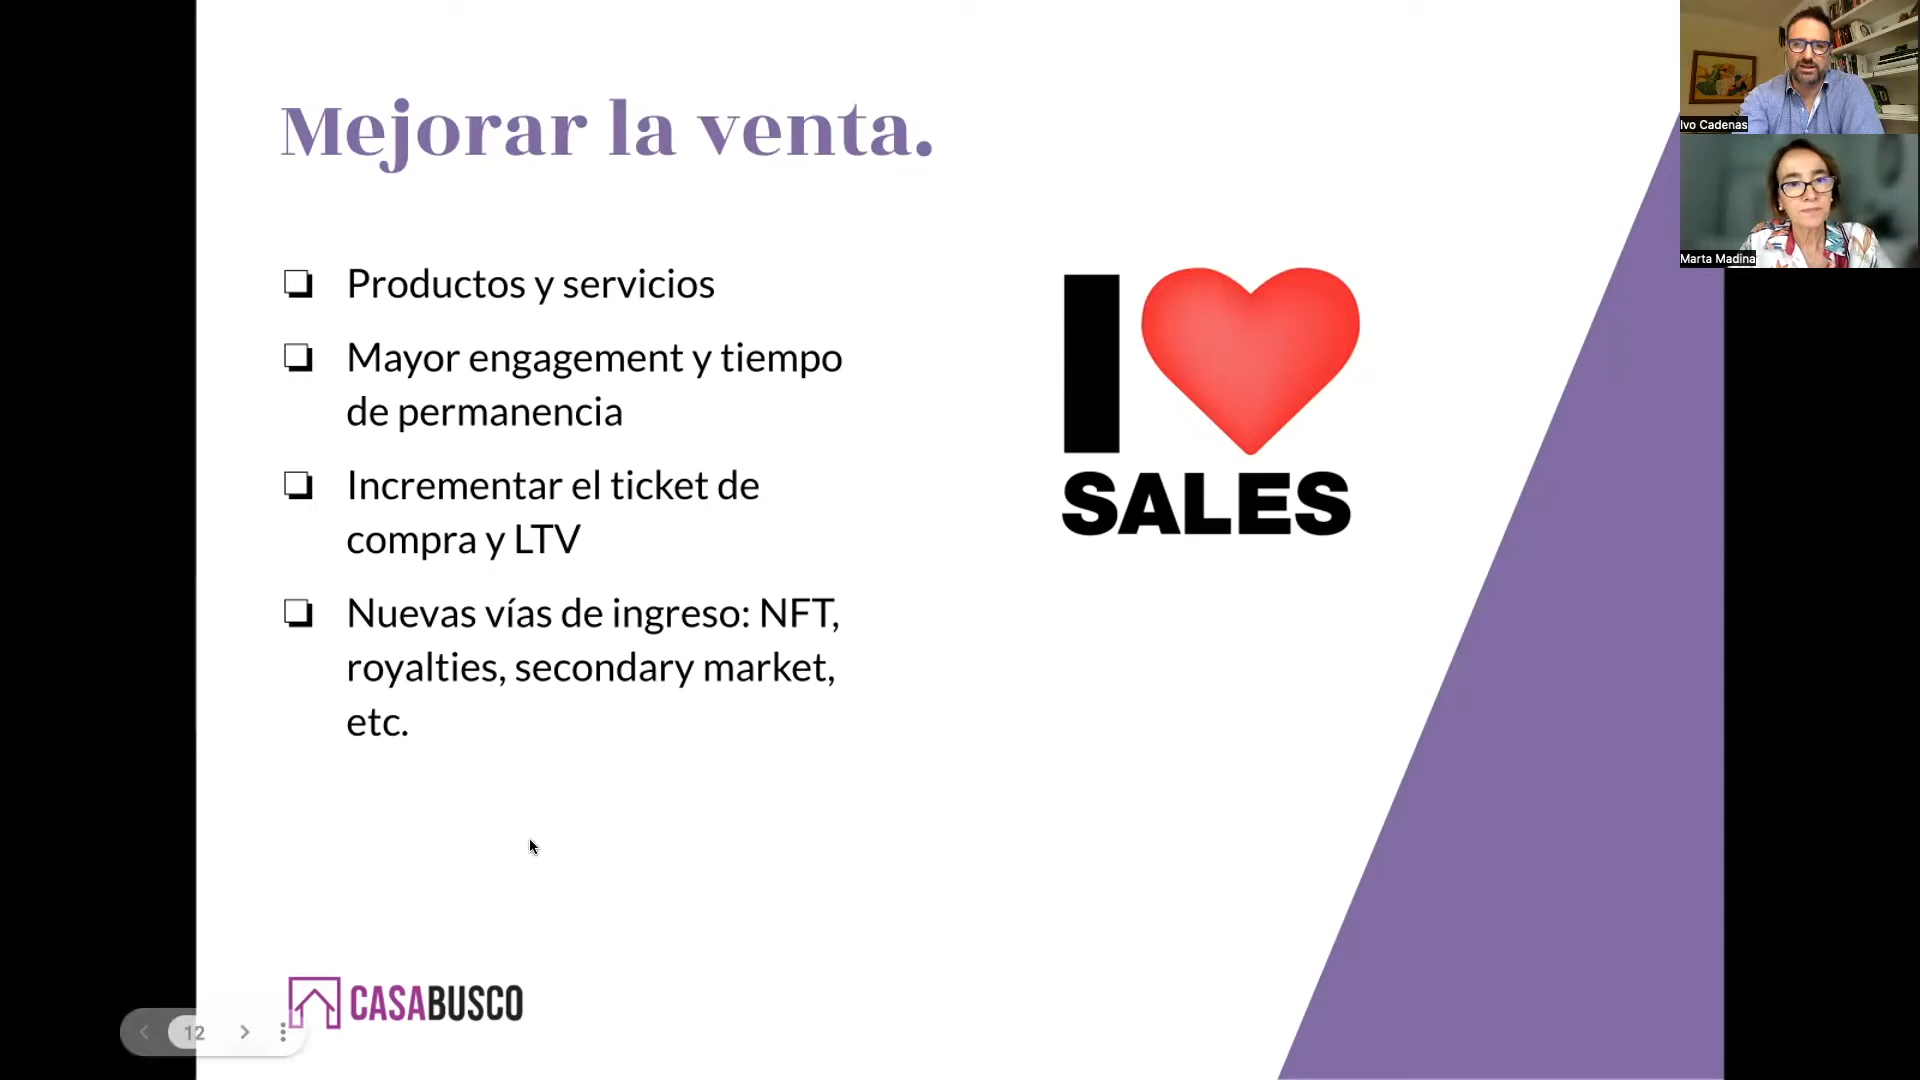 Mejorar la venta.
❏ Productos y servicios
❏ Mayor engagement y tiempo
de permanencia
❏ Incrementar el ticket de
compra y LTV
❏ Nuevas vías de ingreso: NFT,
royalties, secondary market,
etc.
I
SALES
CASABUSCO
12
Ivo Cadenas
Marta Madina